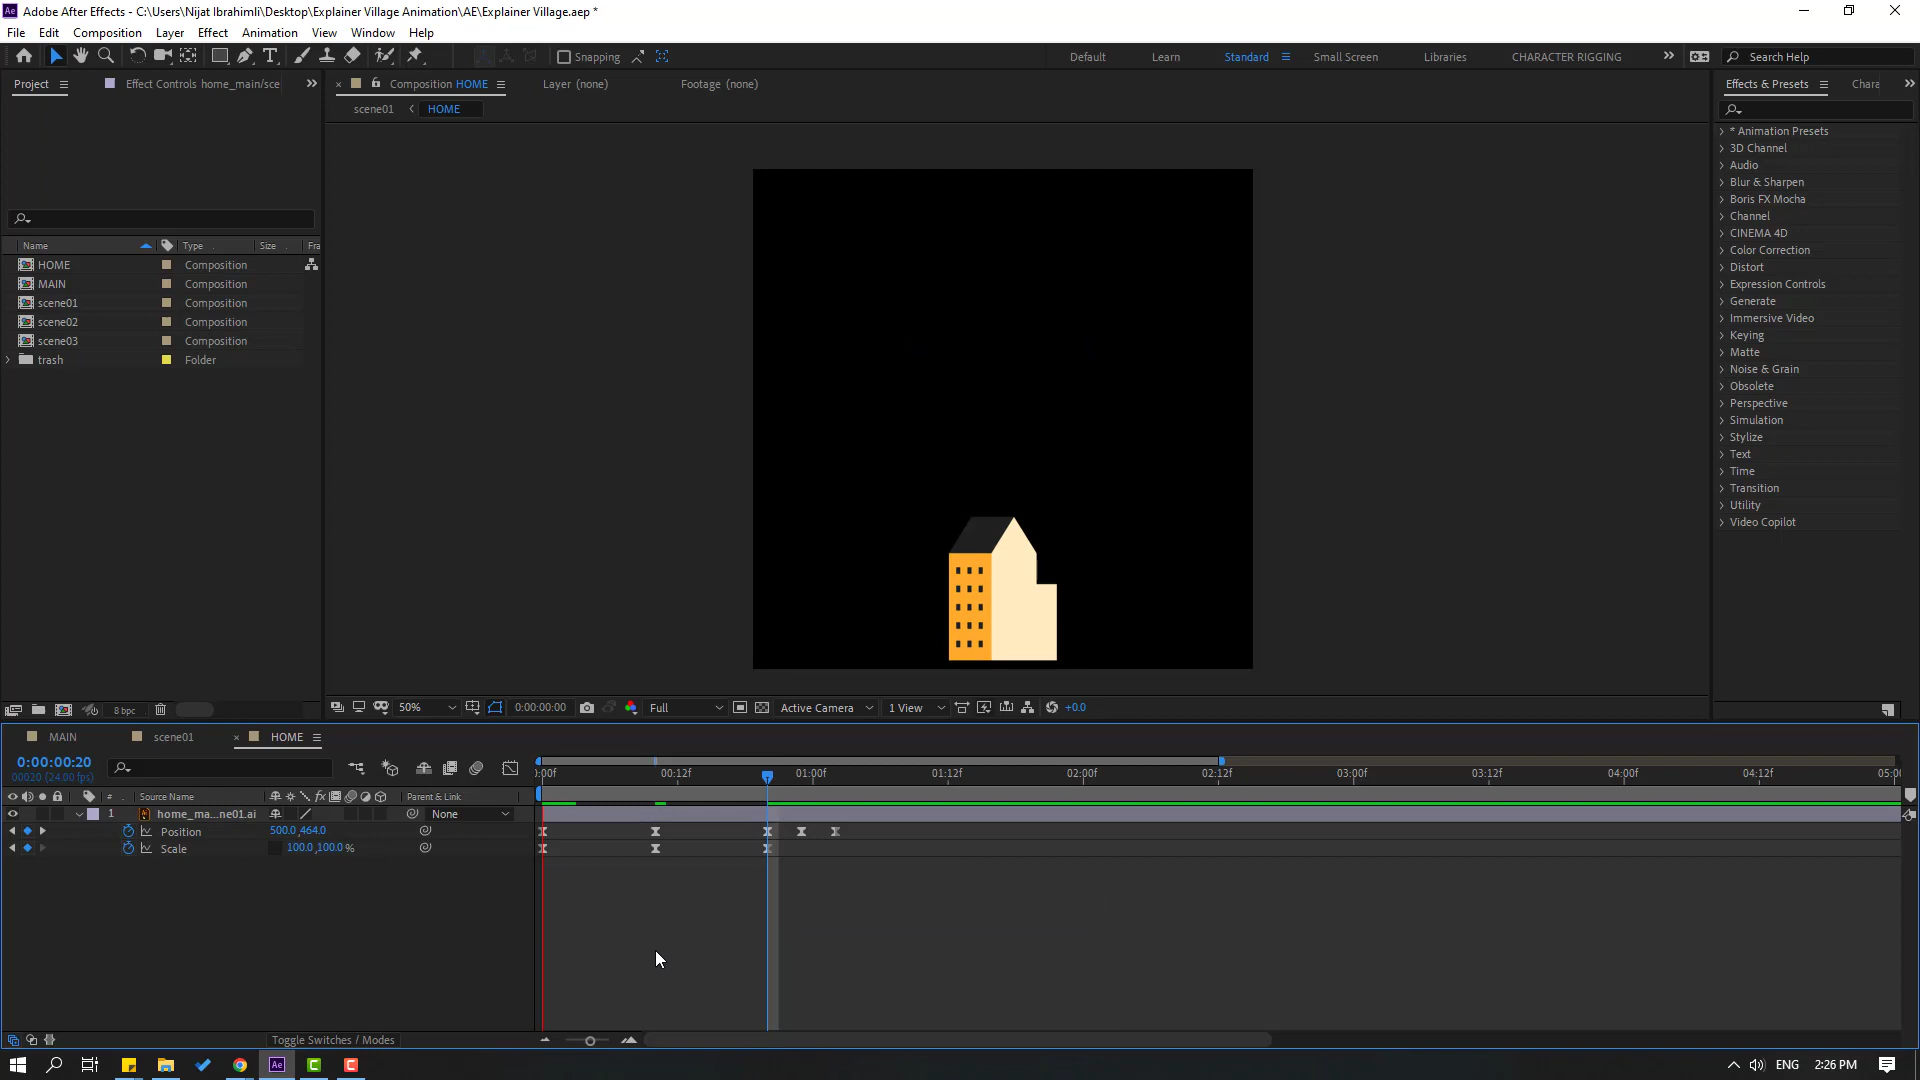 Ae Adobe After Effects - C:\Users\Nijat Ibrahimli\Desktop\Explainer Village Animation\AE\Explainer Village.aep *
File Edit Composition Layer Effect Animation View Window Help
Snapping Default Learn Standard Small Screen Libraries CHARACTER RIGGING Search Help
Project Effect Controls home_main/sce Composition HOME Layer (none) Footage (none) Effects & Presets Chara
scene01 HOME
* Animation Presets
3D Channel
Audio
Blur & Sharpen
Boris FX Mocha
Channel
CINEMA 4D
Color Correction
Distort
Expression Controls
Generate
Immersive Video
Keying
Matte
Noise & Grain
Obsolete
Perspective
Simulation
Stylize
Text
Time
Transition
Utility
Video Copilot
Name Type Size Fra
HOME Composition
MAIN Composition
scene01 Composition
scene02 Composition
scene03 Composition
trash Folder
8 bpc 50% 0:00:00:00 Full Active Camera 1 View +0.0
MAIN scene01 HOME
0:00:00:20
00020 (24.00 fps)
:00f 00:12f 01:00f 01:12f 02:00f 02:12f 03:00f 03:12f 04:00f 04:12f 05:00
# Source Name fx Parent & Link
1 home_ma...ne01.ai None
Position 500.0,464.0
Scale 100.0,100.0%
Toggle Switches / Modes
Ae ENG 2:26 PM